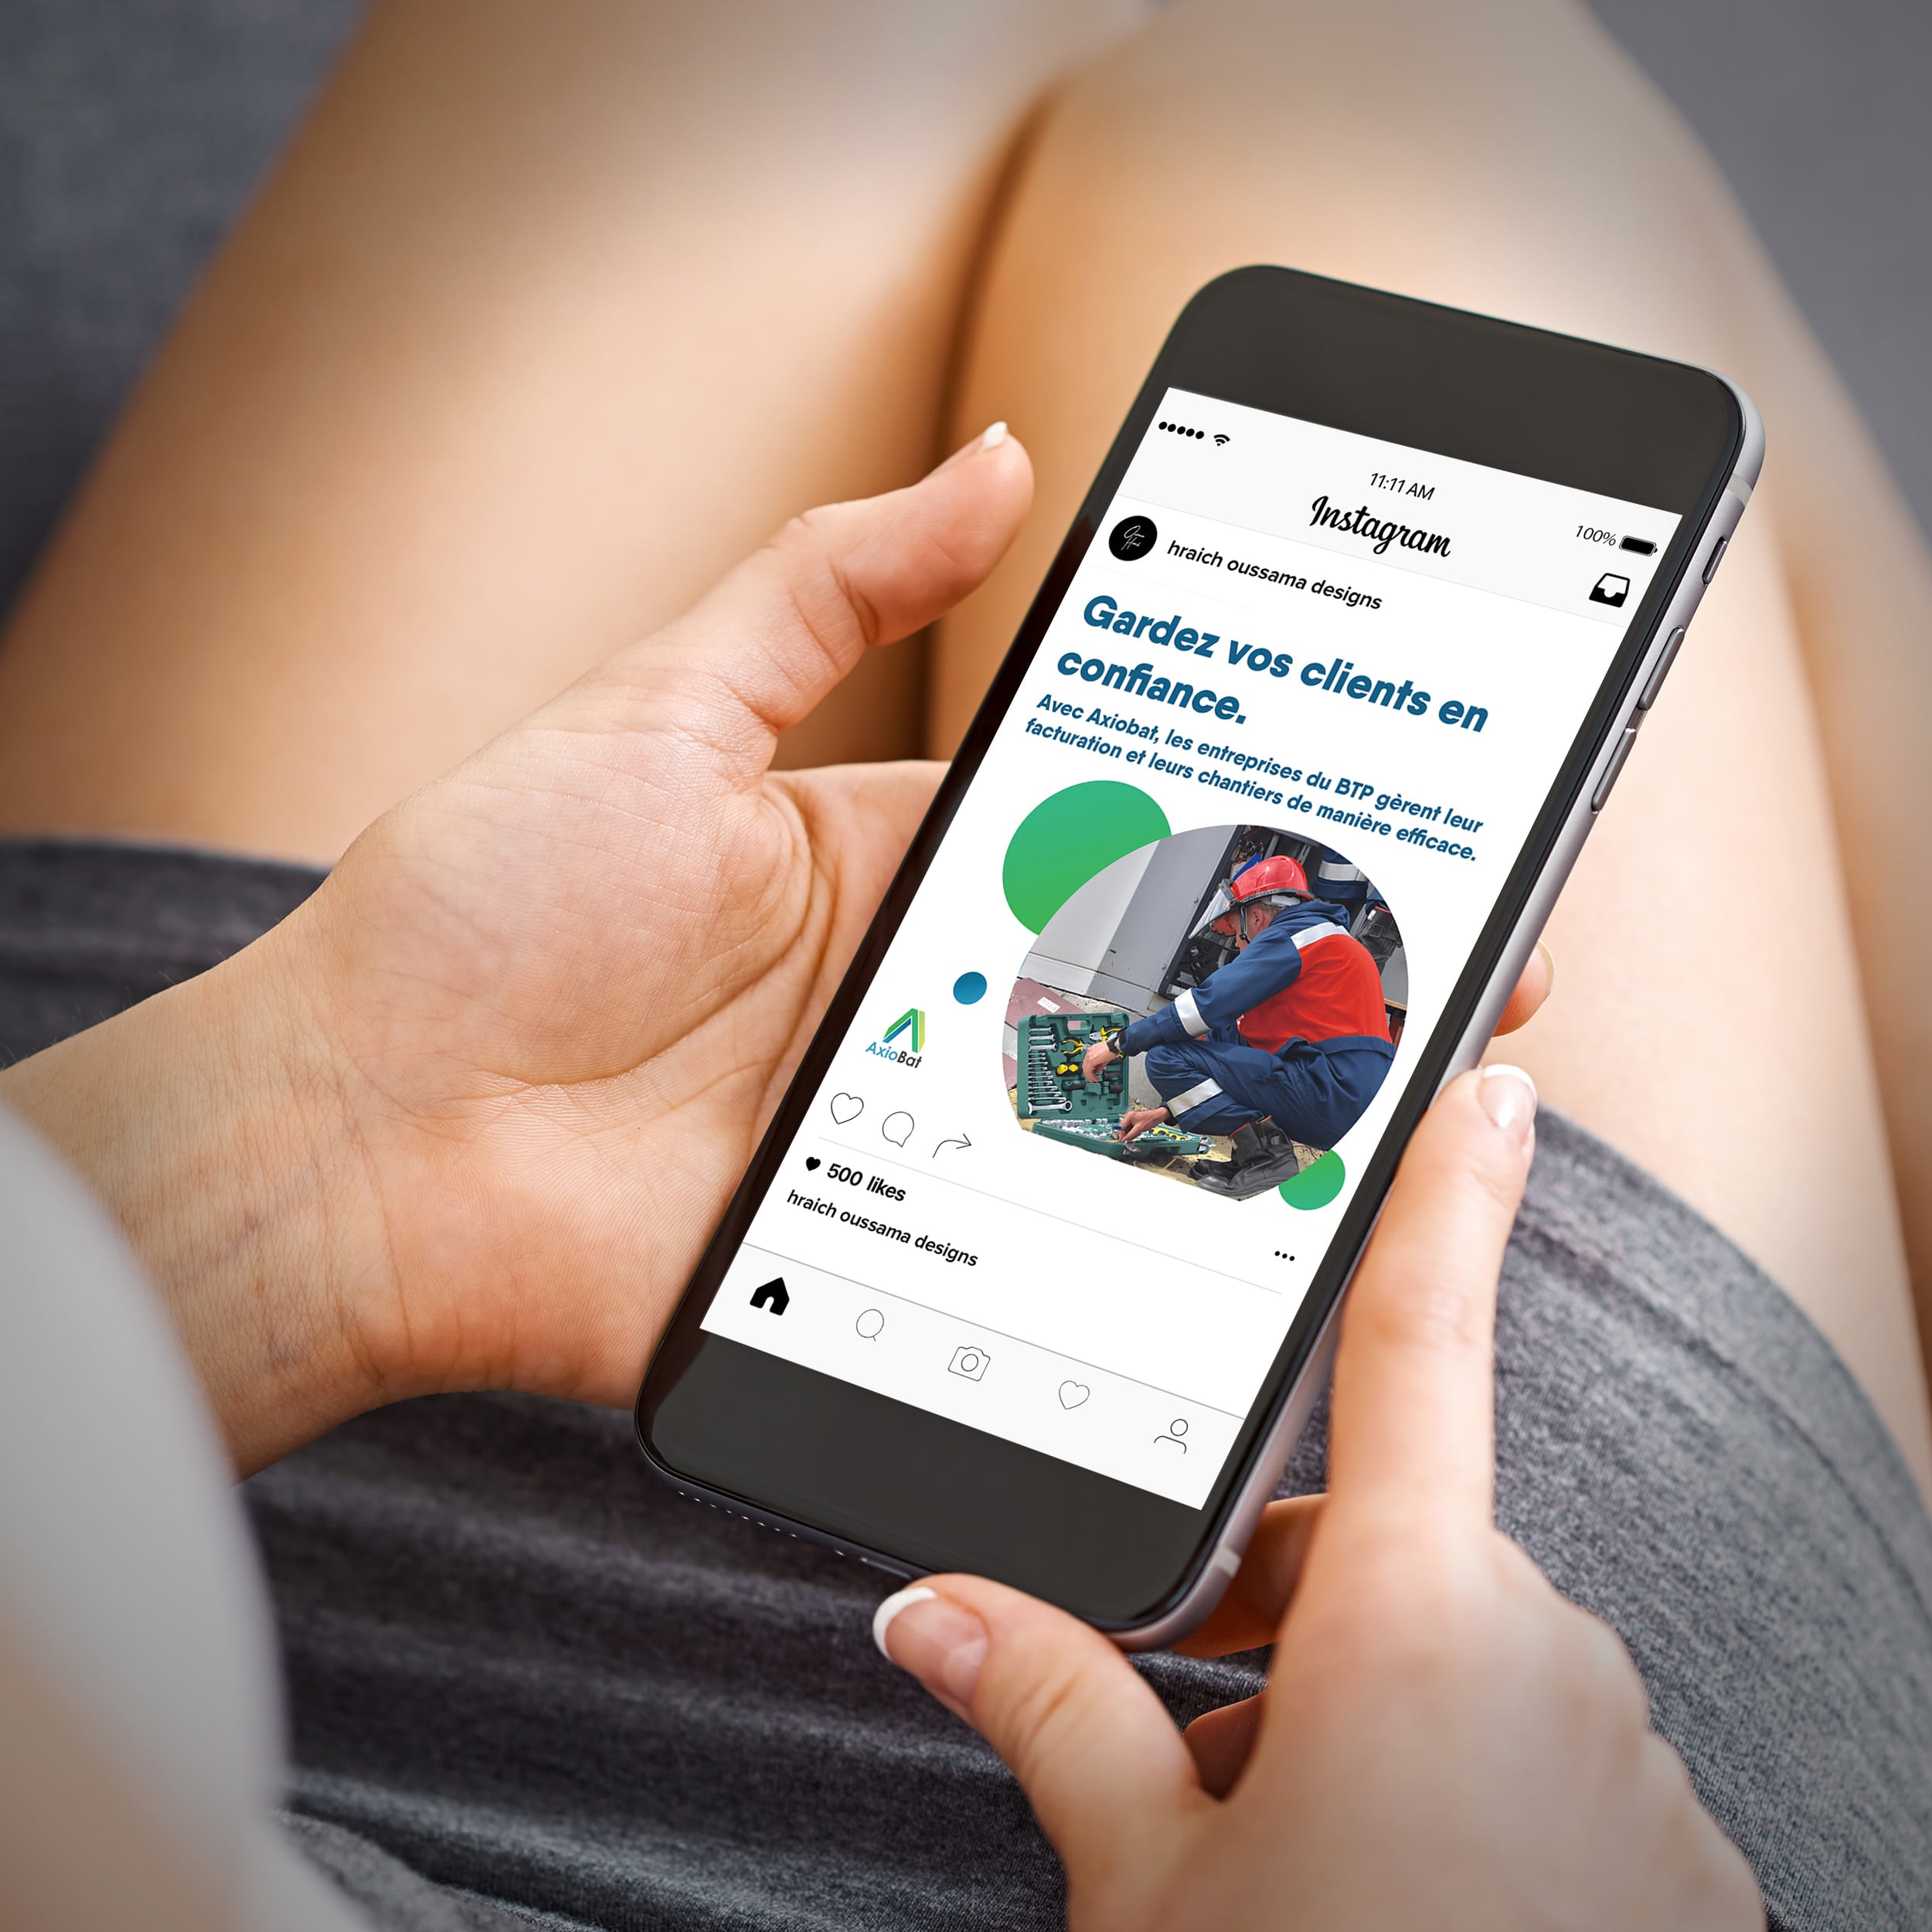 11:11 AM
Instagram
100%
hraich oussama designs
Gardez vos clients en
confiance.
Avec Axiobat, les entreprises du BTP gèrent leur
facturation et leurs chantiers de manière efficace.
AxioBat
500 likes
hraich oussama designs